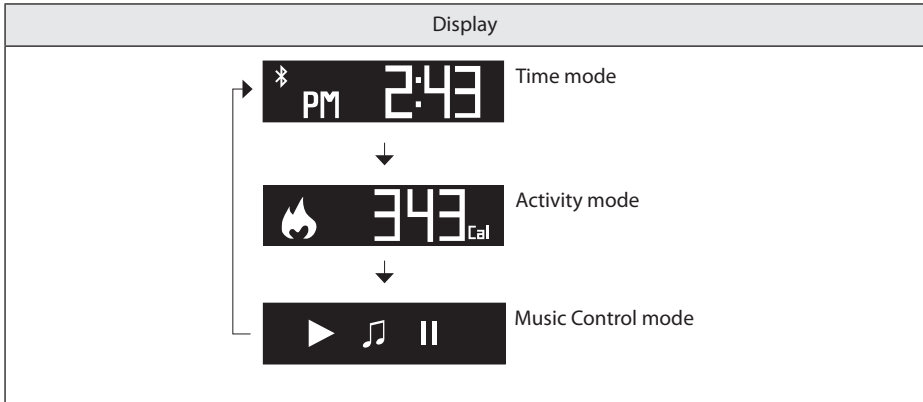 Display
PM 2:43 Time mode
343 Cal Activity mode
Music Control mode